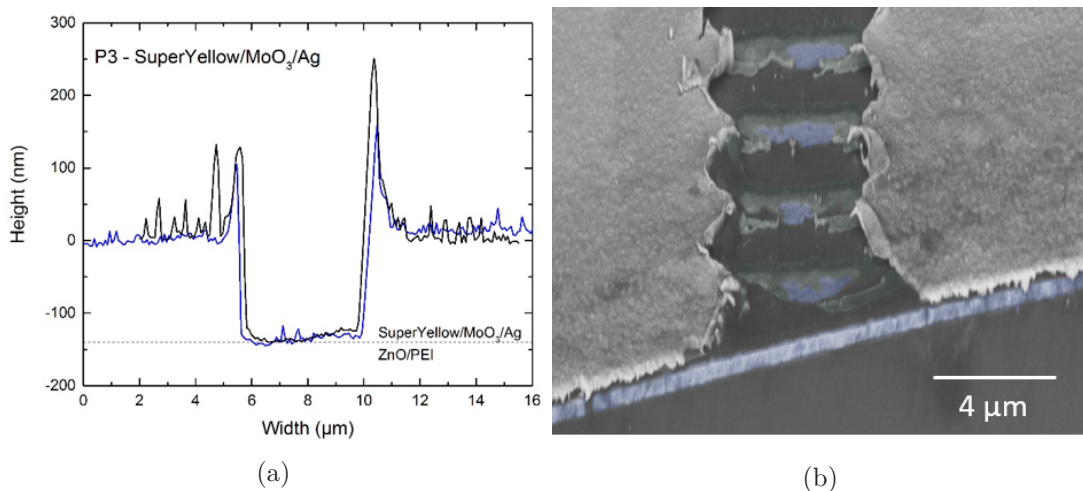 P3 - SuperYellow/MoO₃/Ag
Height (nm)
300
200
100
0
-100
-200
SuperYellow/MoO₃/Ag
ZnO/PEI
0 2 4 6 8 10 12 14 16
Width (μm)
4 μm
(a)
(b)